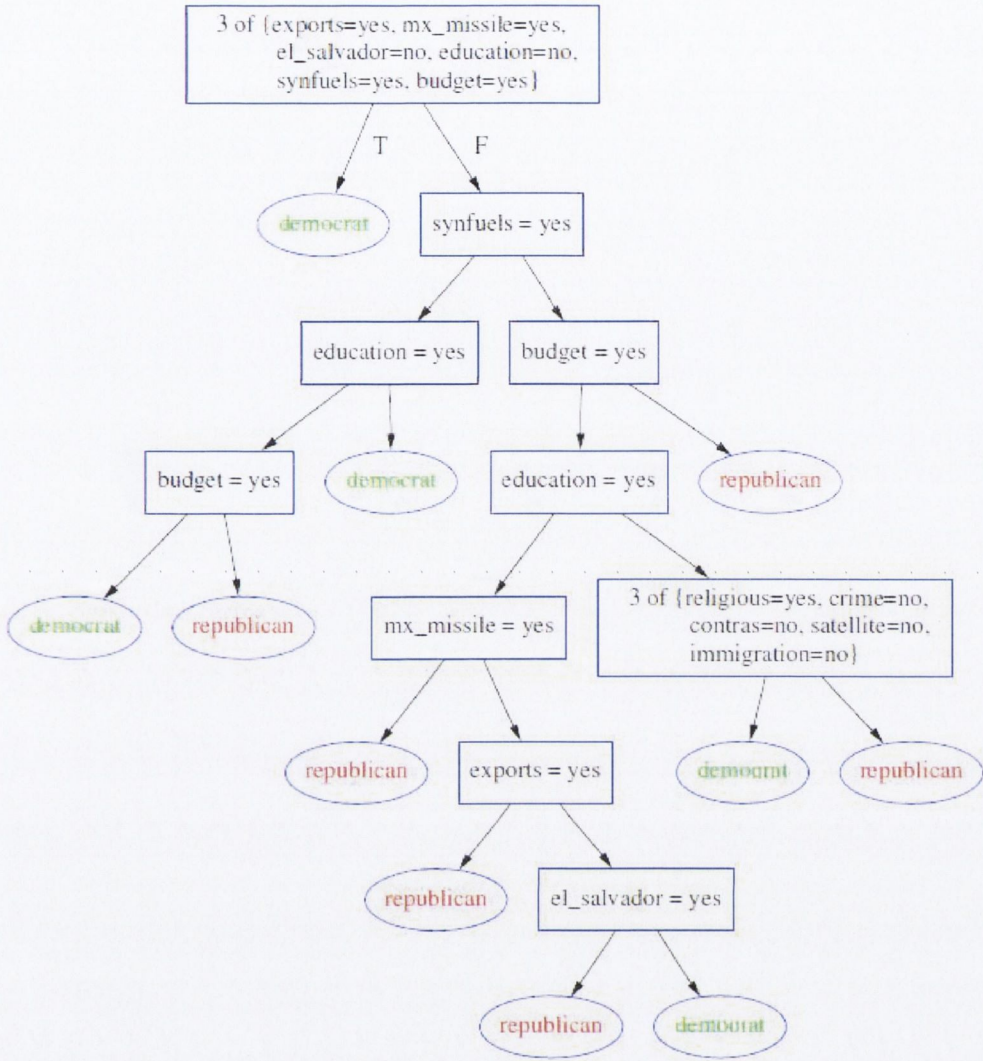 3 of {exports=yes, mx_missile=yes,
el_salvador=no, education=no,
synfuels=yes, budget=yes}
T
F
democrat
synfuels = yes
education = yes
budget = yes
budget = yes
democrat
education = yes
republican
democrat
republican
mx_missile = yes
3 of {religious=yes, crime=no,
contras=no, satellite=no,
immigration=no}
republican
exports = yes
democrat
republican
republican
el_salvador = yes
republican
democrat